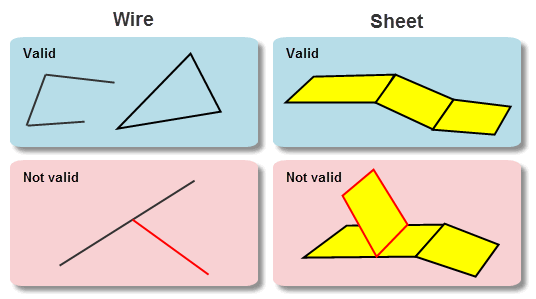 Wire
Sheet
Valid
Valid
Not valid
Not valid